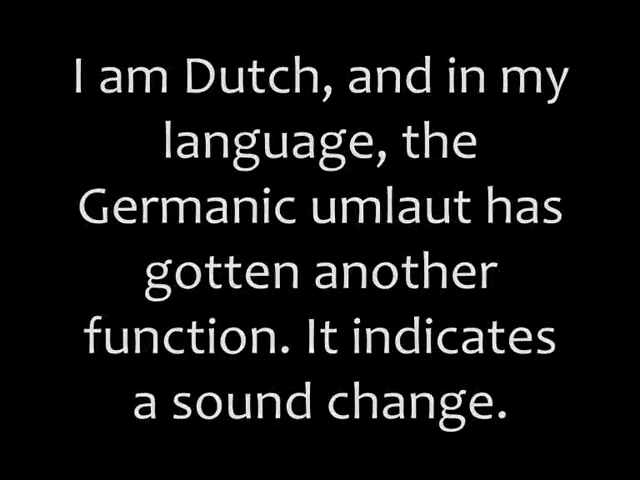 I am Dutch, and in my
language, the
Germanic umlaut has
gotten another
function. It indicates
a sound change.